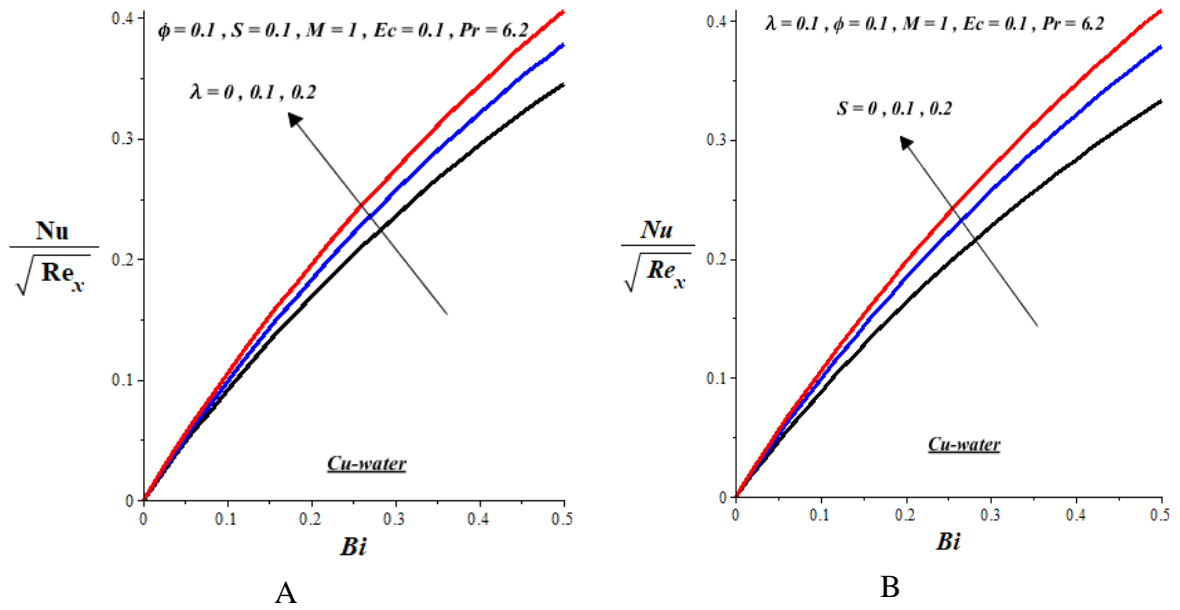 ϕ = 0.1 , S = 0.1 , M = 1 , Ec = 0.1 , Pr = 6.2
λ = 0 , 0.1 , 0.2
Nu
√Re_x
0.4
0.3
0.2
0.1
0
Cu-water
0 0.1 0.2 0.3 0.4 0.5
Bi
A
λ = 0.1 , ϕ = 0.1 , M = 1 , Ec = 0.1 , Pr = 6.2
S = 0 , 0.1 , 0.2
Nu
√Re_x
0.4
0.3
0.2
0.1
0
Cu-water
0 0.1 0.2 0.3 0.4 0.5
Bi
B